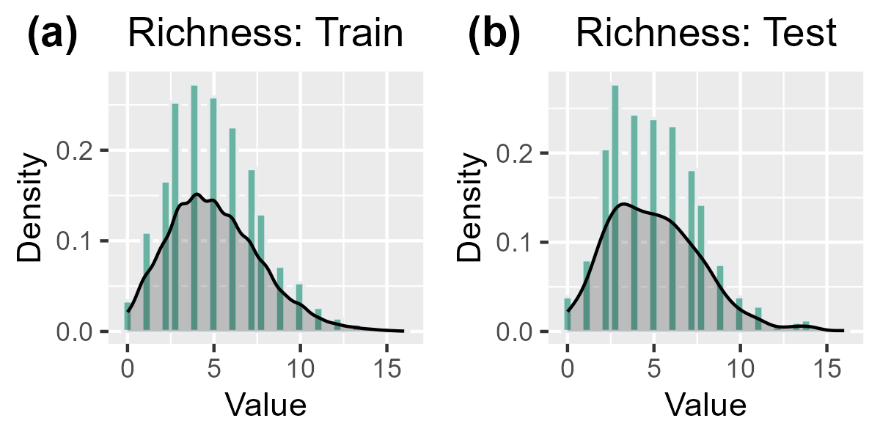 (a) Richness: Train
Density
0.2
0.1
0.0
0 5 10 15
Value
(b) Richness: Test
Density
0.2
0.1
0.0
0 5 10 15
Value